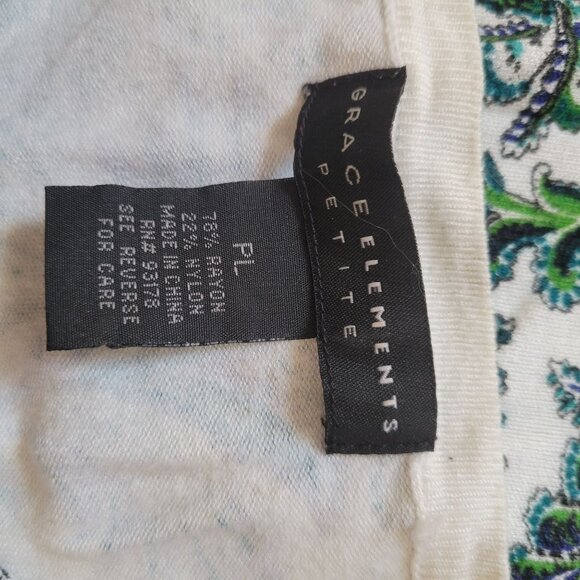 GRACE ELEMENTS
PETITE
PL
78% RAYON
22% NYLON
MADE IN CHINA
RN# 93178
SEE REVERSE
FOR CARE